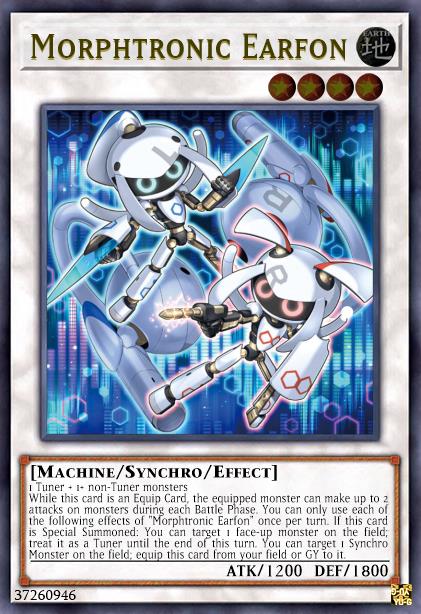 MORPHTRONIC EARFON
EARTH
地
L
R
[MACHINE/SYNCHRO/EFFECT]
1 Tuner + 1+ non-Tuner monsters
While this card is an Equip Card, the equipped monster can make up to 2
attacks on monsters during each Battle Phase. You can only use each of
the following effects of "Morphtronic Earfon" once per turn. If this card
is Special Summoned: You can target 1 face-up monster on the field;
treat it as a Tuner until the end of this turn. You can target 1 Synchro
Monster on the field; equip this card from your field or GY to it.
ATK/1200 DEF/1800
37260946